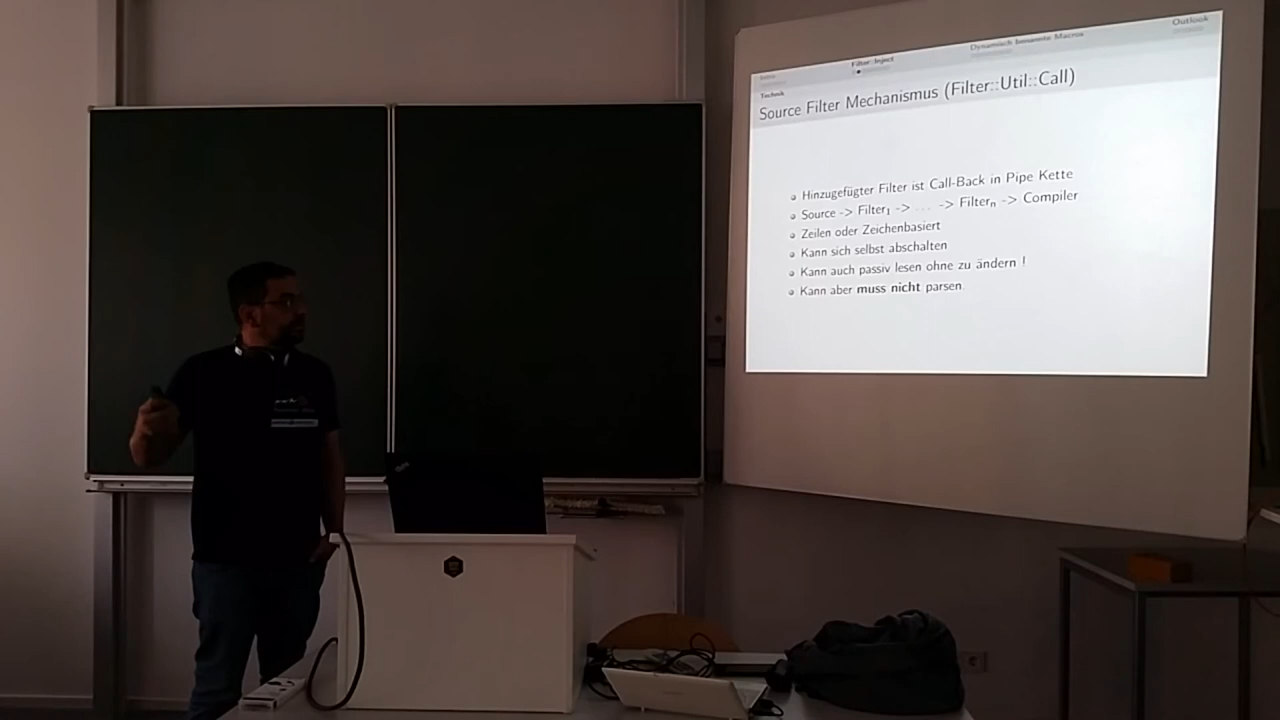 Intro
Filter::Inject
Dynamisch benannte Macros
Outlook
Technik
Source Filter Mechanismus (Filter::Util::Call)
Hinzugefügter Filter ist Call-Back in Pipe Kette
Source -> Filter₁ -> ... -> Filterₙ -> Compiler
Zeilen oder Zeichenbasiert
Kann sich selbst abschalten
Kann auch passiv lesen ohne zu ändern !
Kann aber muss nicht parsen.